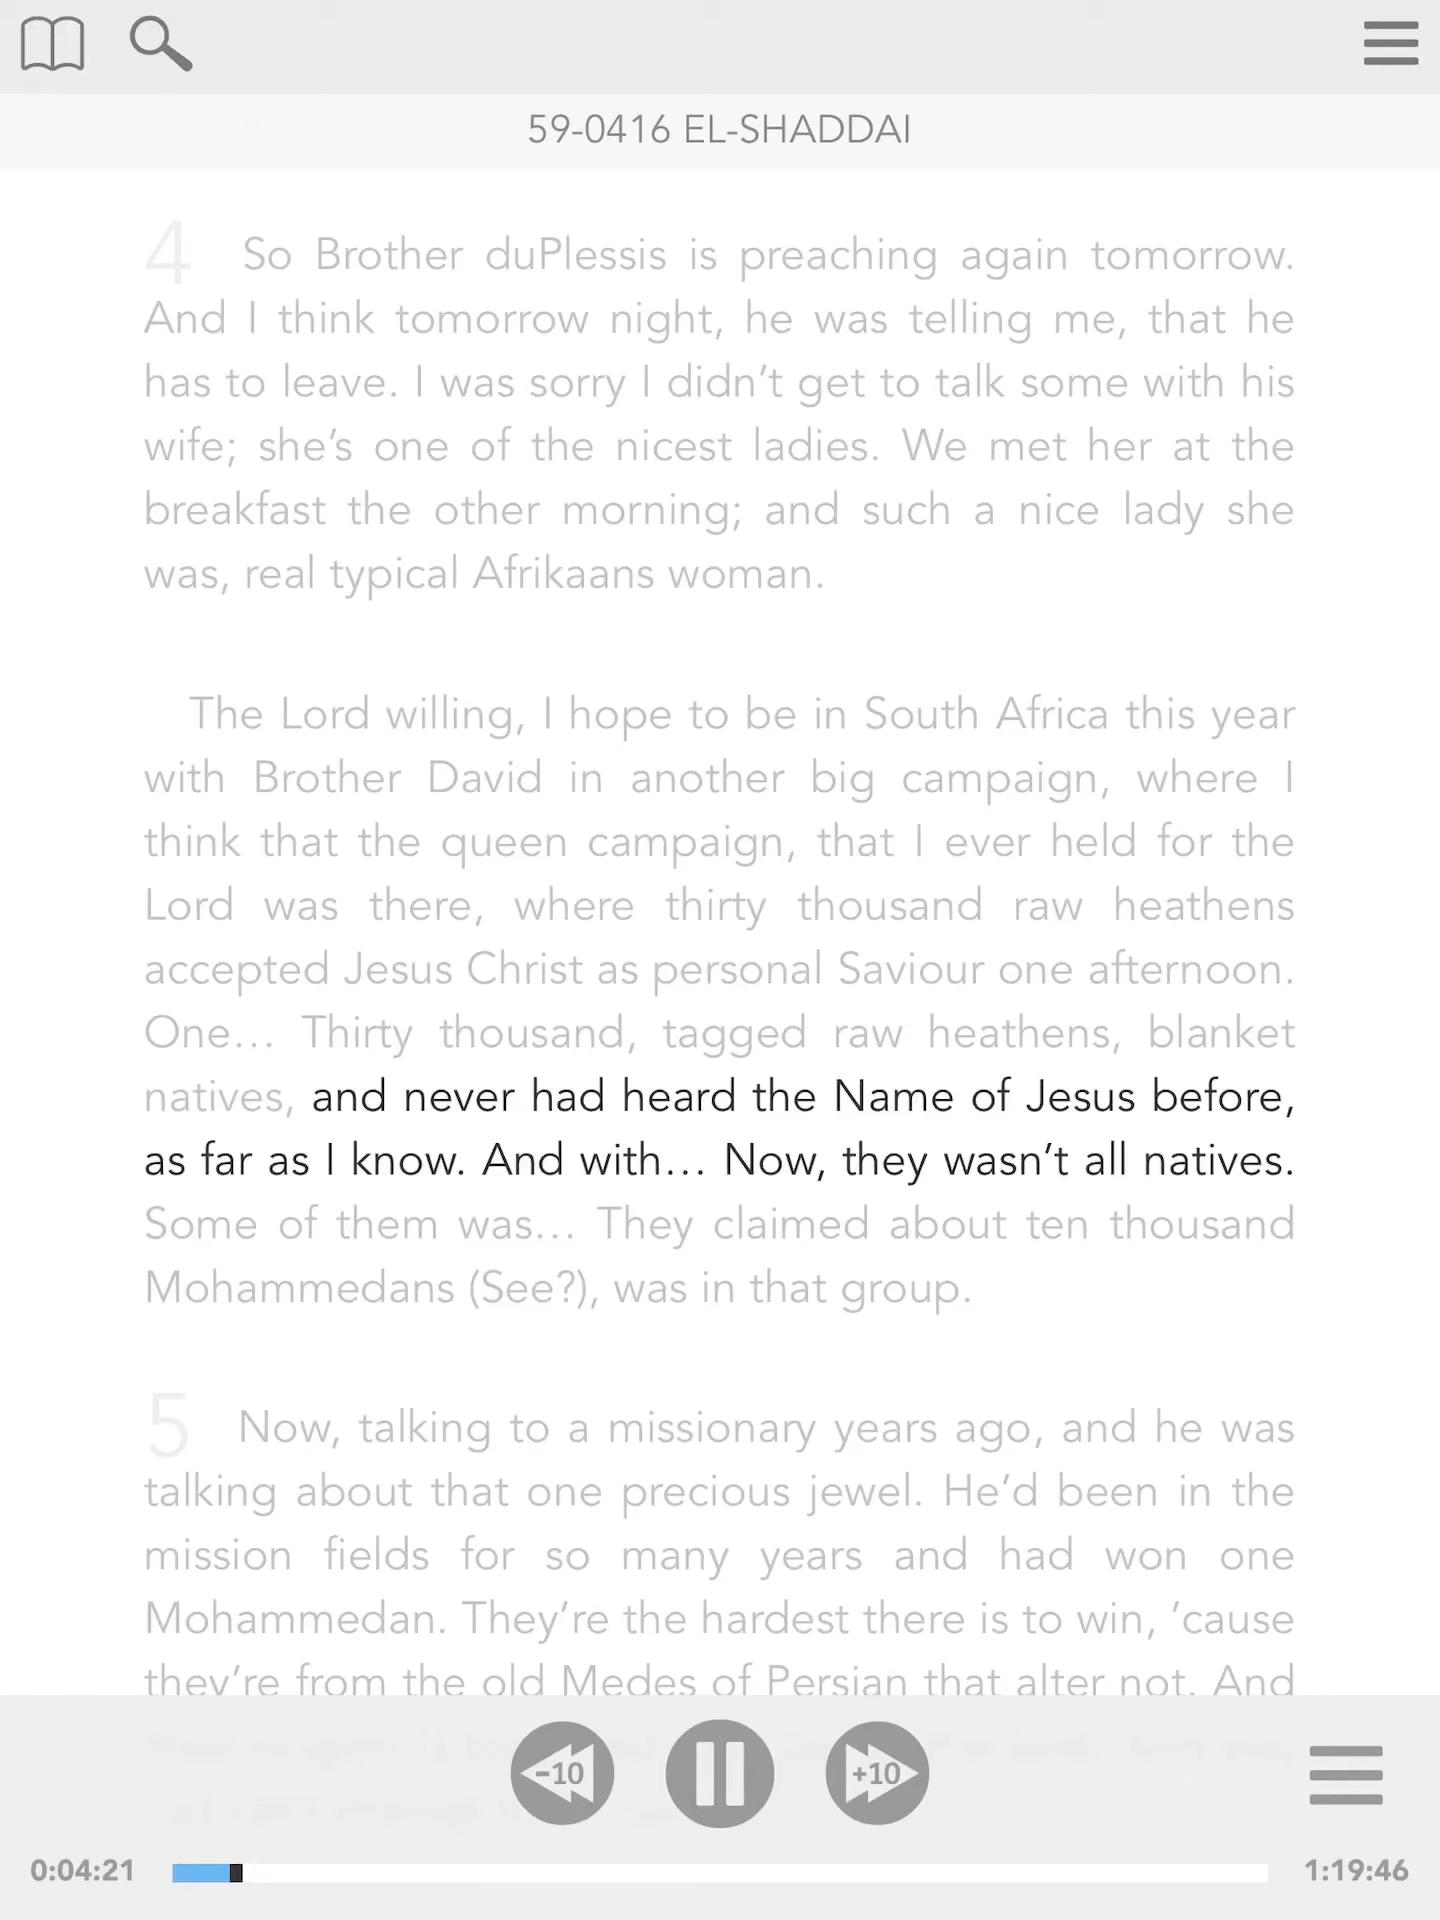 59-0416 EL-SHADDAI
4 So Brother duPlessis is preaching again tomorrow.
And I think tomorrow night, he was telling me, that he
has to leave. I was sorry I didn’t get to talk some with his
wife; she’s one of the nicest ladies. We met her at the
breakfast the other morning; and such a nice lady she
was, real typical Afrikaans woman.
The Lord willing, I hope to be in South Africa this year
with Brother David in another big campaign, where I
think that the queen campaign, that I ever held for the
Lord was there, where thirty thousand raw heathens
accepted Jesus Christ as personal Saviour one afternoon.
One… Thirty thousand, tagged raw heathens, blanket
natives, and never had heard the Name of Jesus before,
as far as I know. And with… Now, they wasn’t all natives.
Some of them was… They claimed about ten thousand
Mohammedans (See?), was in that group.
5 Now, talking to a missionary years ago, and he was
talking about that one precious jewel. He’d been in the
mission fields for so many years and had won one
Mohammedan. They’re the hardest there is to win, ’cause
they’re from the old Medes of Persian that alter not. And
-10 +10
0:04:21 1:19:46